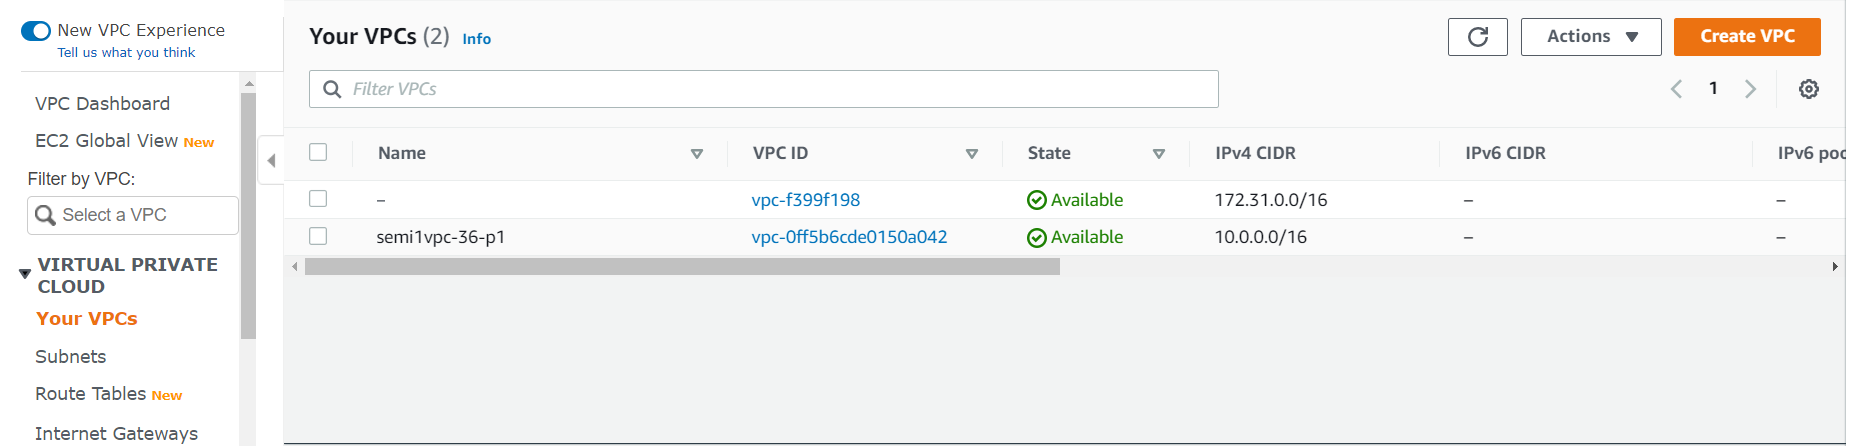 New VPC Experience
Tell us what you think
VPC Dashboard
EC2 Global View New
Filter by VPC:
Select a VPC
VIRTUAL PRIVATE
CLOUD
Your VPCs
Subnets
Route Tables New
Internet Gateways
Your VPCs (2) Info
Actions
Create VPC
Filter VPCs
1
Name VPC ID State IPv4 CIDR IPv6 CIDR IPv6 poo
– vpc-f399f198 Available 172.31.0.0/16 – –
semi1vpc-36-p1 vpc-0ff5b6cde0150a042 Available 10.0.0.0/16 – –